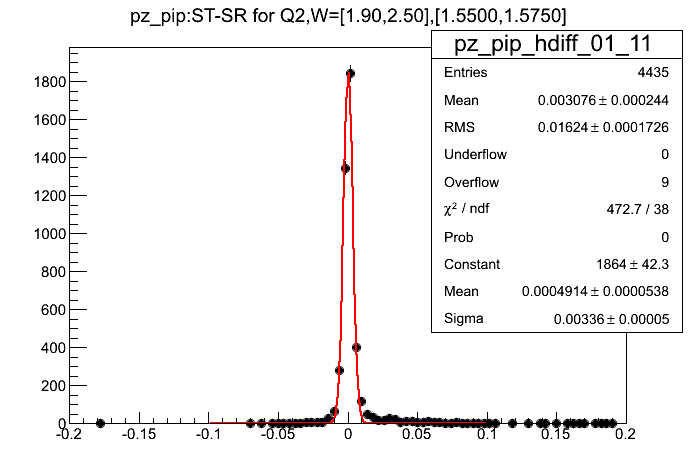 pz_pip:ST-SR for Q2,W=[1.90,2.50],[1.5500,1.5750]
pz_pip_hdiff_01_11
Entries 4435
Mean 0.003076 ± 0.000244
RMS 0.01624 ± 0.0001726
Underflow 0
Overflow 9
χ² / ndf 472.7 / 38
Prob 0
Constant 1864 ± 42.3
Mean 0.0004914 ± 0.0000538
Sigma 0.00336 ± 0.00005
1800
1600
1400
1200
1000
800
600
400
200
0
-0.2 -0.15 -0.1 -0.05 0 0.05 0.1 0.15 0.2